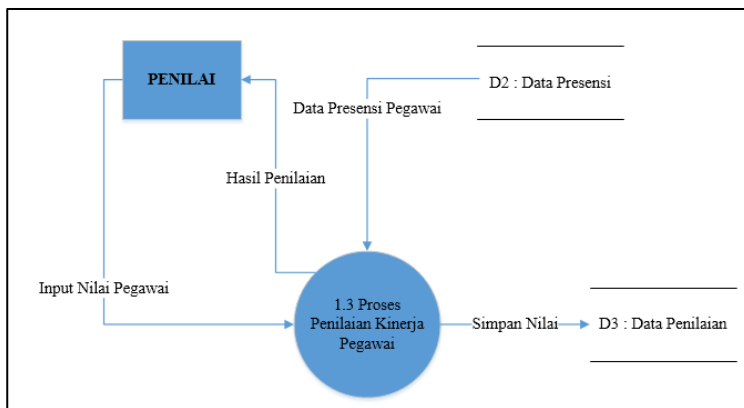 PENILAI
D2 : Data Presensi
Data Presensi Pegawai
Hasil Penilaian
Input Nilai Pegawai
1.3 Proses
Penilaian Kinerja
Pegawai
Simpan Nilai
D3 : Data Penilaian